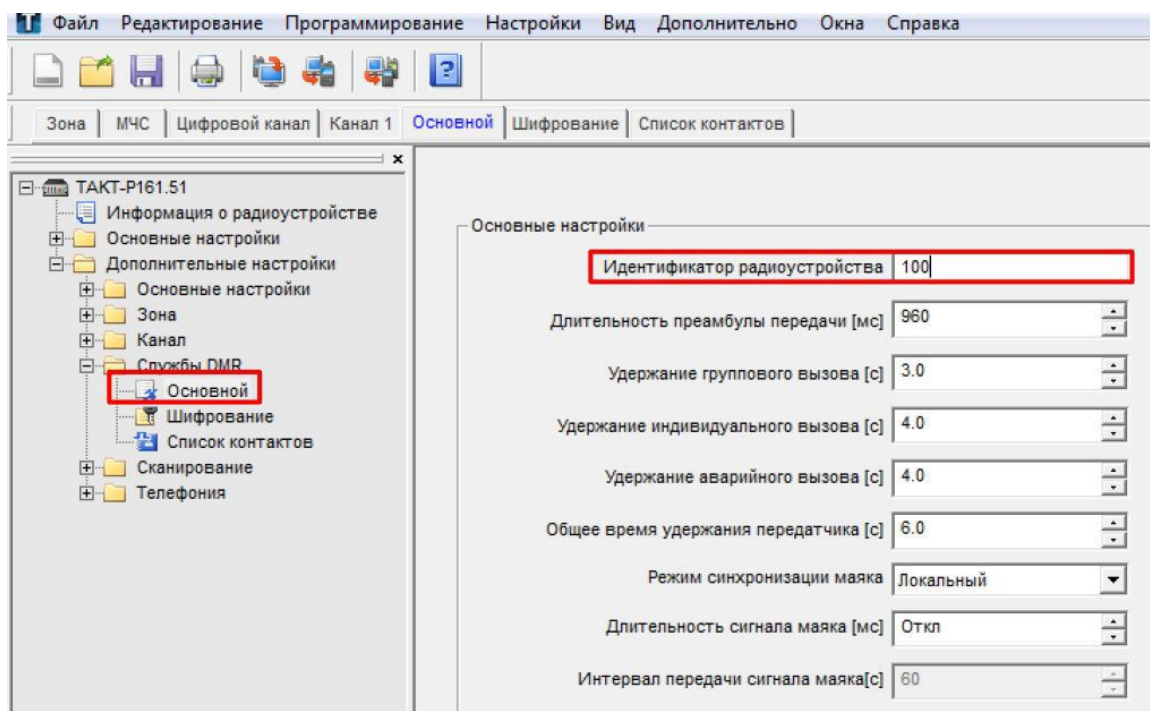 Файл Редактирование Программирование Настройки Вид Дополнительно Окна Справка
Зона МЧС Цифровой канал Канал 1 Основной Шифрование Список контактов
ТАКТ-Р161.51
Информация о радиоустройстве
Основные настройки
Дополнительные настройки
Основные настройки
Зона
Канал
Службы DMR
Основной
Шифрование
Список контактов
Сканирование
Телефония
Основные настройки
Идентификатор радиоустройства 100
Длительность преамбулы передачи [мс] 960
Удержание группового вызова [с] 3.0
Удержание индивидуального вызова [с] 4.0
Удержание аварийного вызова [с] 4.0
Общее время удержания передатчика [с] 6.0
Режим синхронизации маяка Локальный
Длительность сигнала маяка [мс] Откл
Интервал передачи сигнала маяка[с] 60